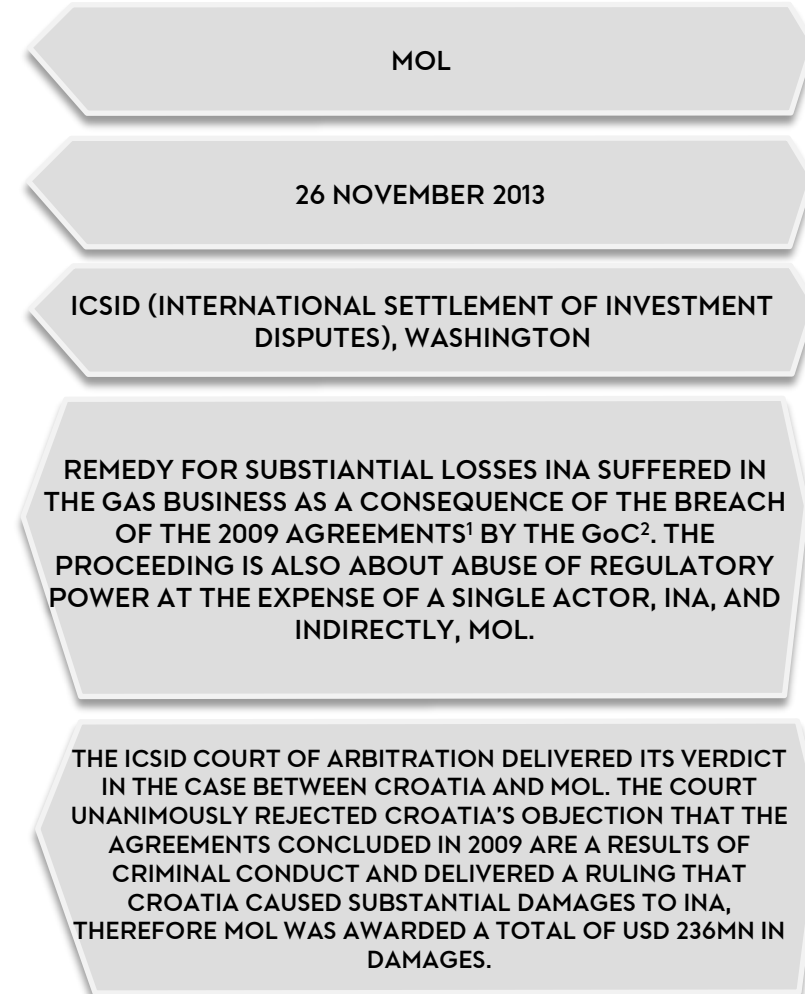 MOL
26 NOVEMBER 2013
ICSID (INTERNATIONAL SETTLEMENT OF INVESTMENT
DISPUTES), WASHINGTON
REMEDY FOR SUBSTIANTIAL LOSSES INA SUFFERED IN
THE GAS BUSINESS AS A CONSEQUENCE OF THE BREACH
OF THE 2009 AGREEMENTS¹ BY THE GoC². THE
PROCEEDING IS ALSO ABOUT ABUSE OF REGULATORY
POWER AT THE EXPENSE OF A SINGLE ACTOR, INA, AND
INDIRECTLY, MOL.
THE ICSID COURT OF ARBITRATION DELIVERED ITS VERDICT
IN THE CASE BETWEEN CROATIA AND MOL. THE COURT
UNANIMOUSLY REJECTED CROATIA'S OBJECTION THAT THE
AGREEMENTS CONCLUDED IN 2009 ARE A RESULTS OF
CRIMINAL CONDUCT AND DELIVERED A RULING THAT
CROATIA CAUSED SUBSTANTIAL DAMAGES TO INA,
THEREFORE MOL WAS AWARDED A TOTAL OF USD 236MN IN
DAMAGES.